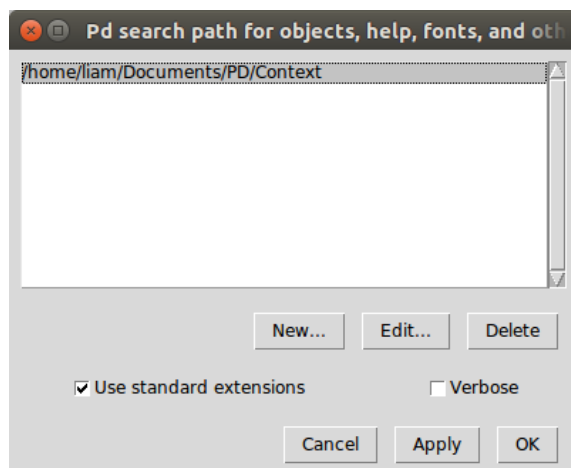 Pd search path for objects, help, fonts, and oth
/home/liam/Documents/PD/Context
New... Edit... Delete
Use standard extensions Verbose
Cancel Apply OK